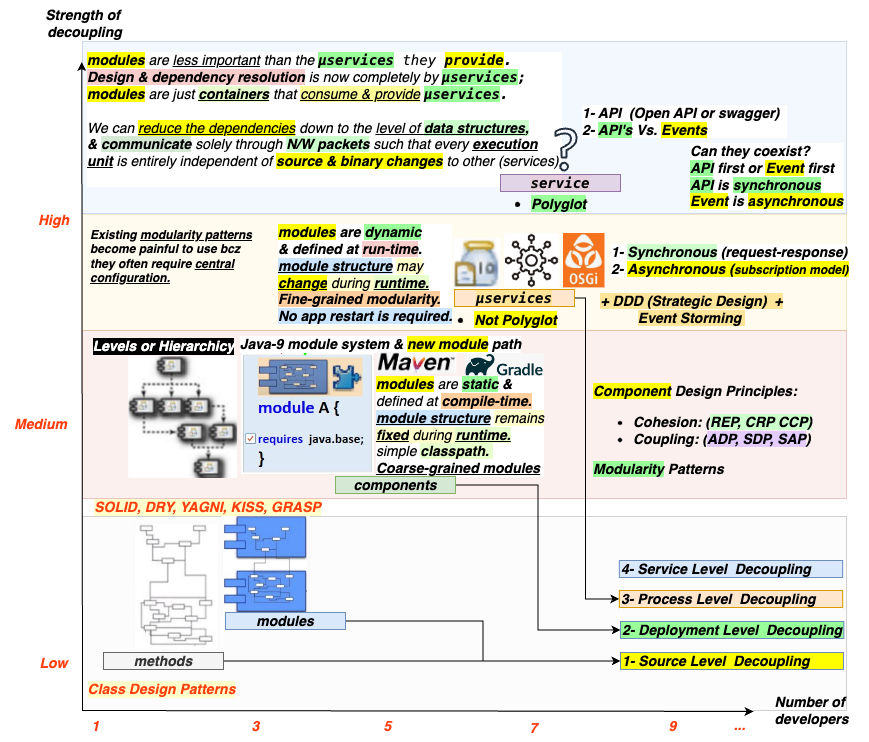 Strength of
decoupling
modules are less important than the µservices they provide.
Design & dependency resolution is now completely by µservices;
modules are just containers that consume & provide µservices.
We can reduce the dependencies down to the level of data structures,
& communicate solely through N/W packets such that every execution
unit is entirely independent of source & binary changes to other (services)
?
service
• Polyglot
1- API (Open API or swagger)
2- API's Vs. Events
Can they coexist?
API first or Event first
API is synchronous
Event is asynchronous
High
Existing modularity patterns
become painful to use bcz
they often require central
configuration.
modules are dynamic
& defined at run-time.
module structure may
change during runtime.
Fine-grained modularity.
No app restart is required.
10
OSGi
µservices
• Not Polyglot
1- Synchronous (request-response)
2- Asynchronous (subscription model)
+ DDD (Strategic Design) +
Event Storming
Levels or Hierarchicy
Java-9 module system & new module path
module A {
requires java.base;
}
Maven™
Gradle
modules are static &
defined at compile-time.
module structure remains
fixed during runtime.
simple classpath.
Coarse-grained modules
components
Medium
Component Design Principles:
• Cohesion: (REP, CRP CCP)
• Coupling: (ADP, SDP, SAP)
Modularity Patterns
SOLID, DRY, YAGNI, KISS, GRASP
modules
methods
4- Service Level Decoupling
3- Process Level Decoupling
2- Deployment Level Decoupling
1- Source Level Decoupling
Low
Class Design Patterns
1 3 5 7 9 ...
Number of
developers